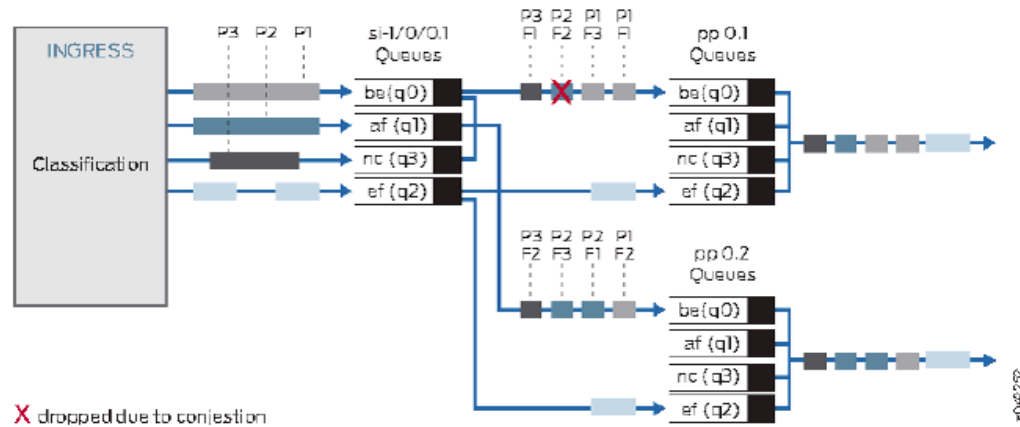 INGRESS
Classification
P3 P2 P1
si-1/0/0.1
Queues
be(q0)
af (q1)
nc (q3)
ef (q2)
P3 P2 P1 P1
F1 F2 F3 F1
X
pp 0.1
Queues
be(q0)
af (q1)
nc (q3)
ef (q2)
P3 P2 P2 P1
F2 F3 F1 F2
pp 0.2
Queues
be(q0)
af (q1)
nc (q3)
ef (q2)
X dropped due to conjestion